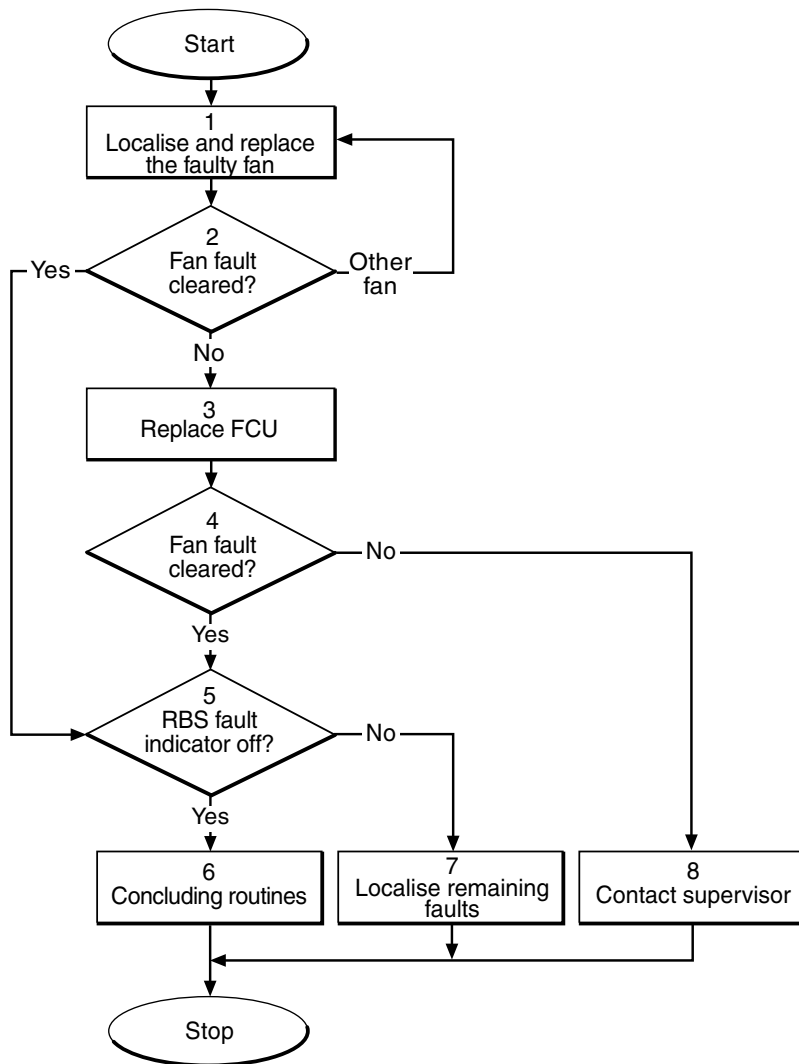 Start
1
Localise and replace
the faulty fan
2
Fan fault
cleared?
Yes
Other
fan
No
3
Replace FCU
4
Fan fault
cleared?
No
Yes
5
RBS fault
indicator off?
No
Yes
6
Concluding routines
7
Localise remaining
faults
8
Contact supervisor
Stop